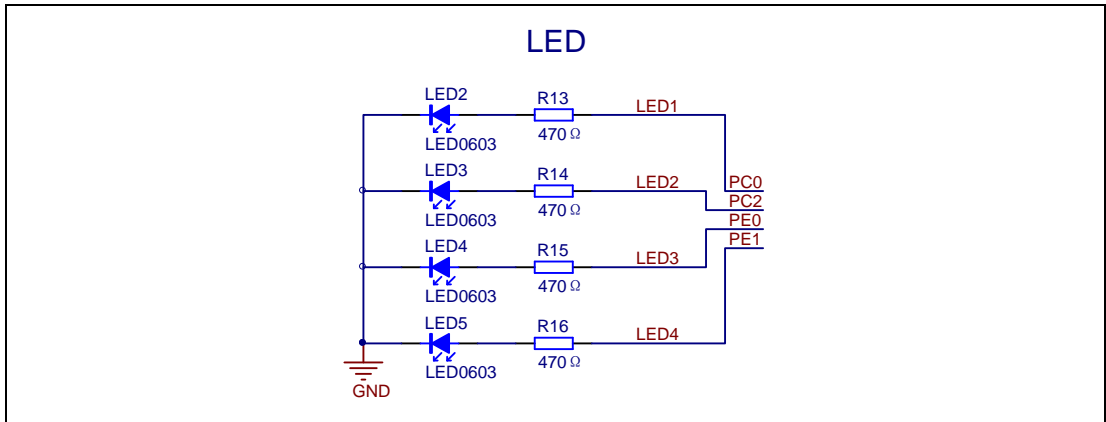 LED
LED2 R13 LED1
LED0603 470 Ω
LED3 R14 LED2 PC0
LED0603 470 Ω PC2
PE0
LED4 R15 LED3 PE1
LED0603 470 Ω
LED5 R16 LED4
LED0603 470 Ω
GND